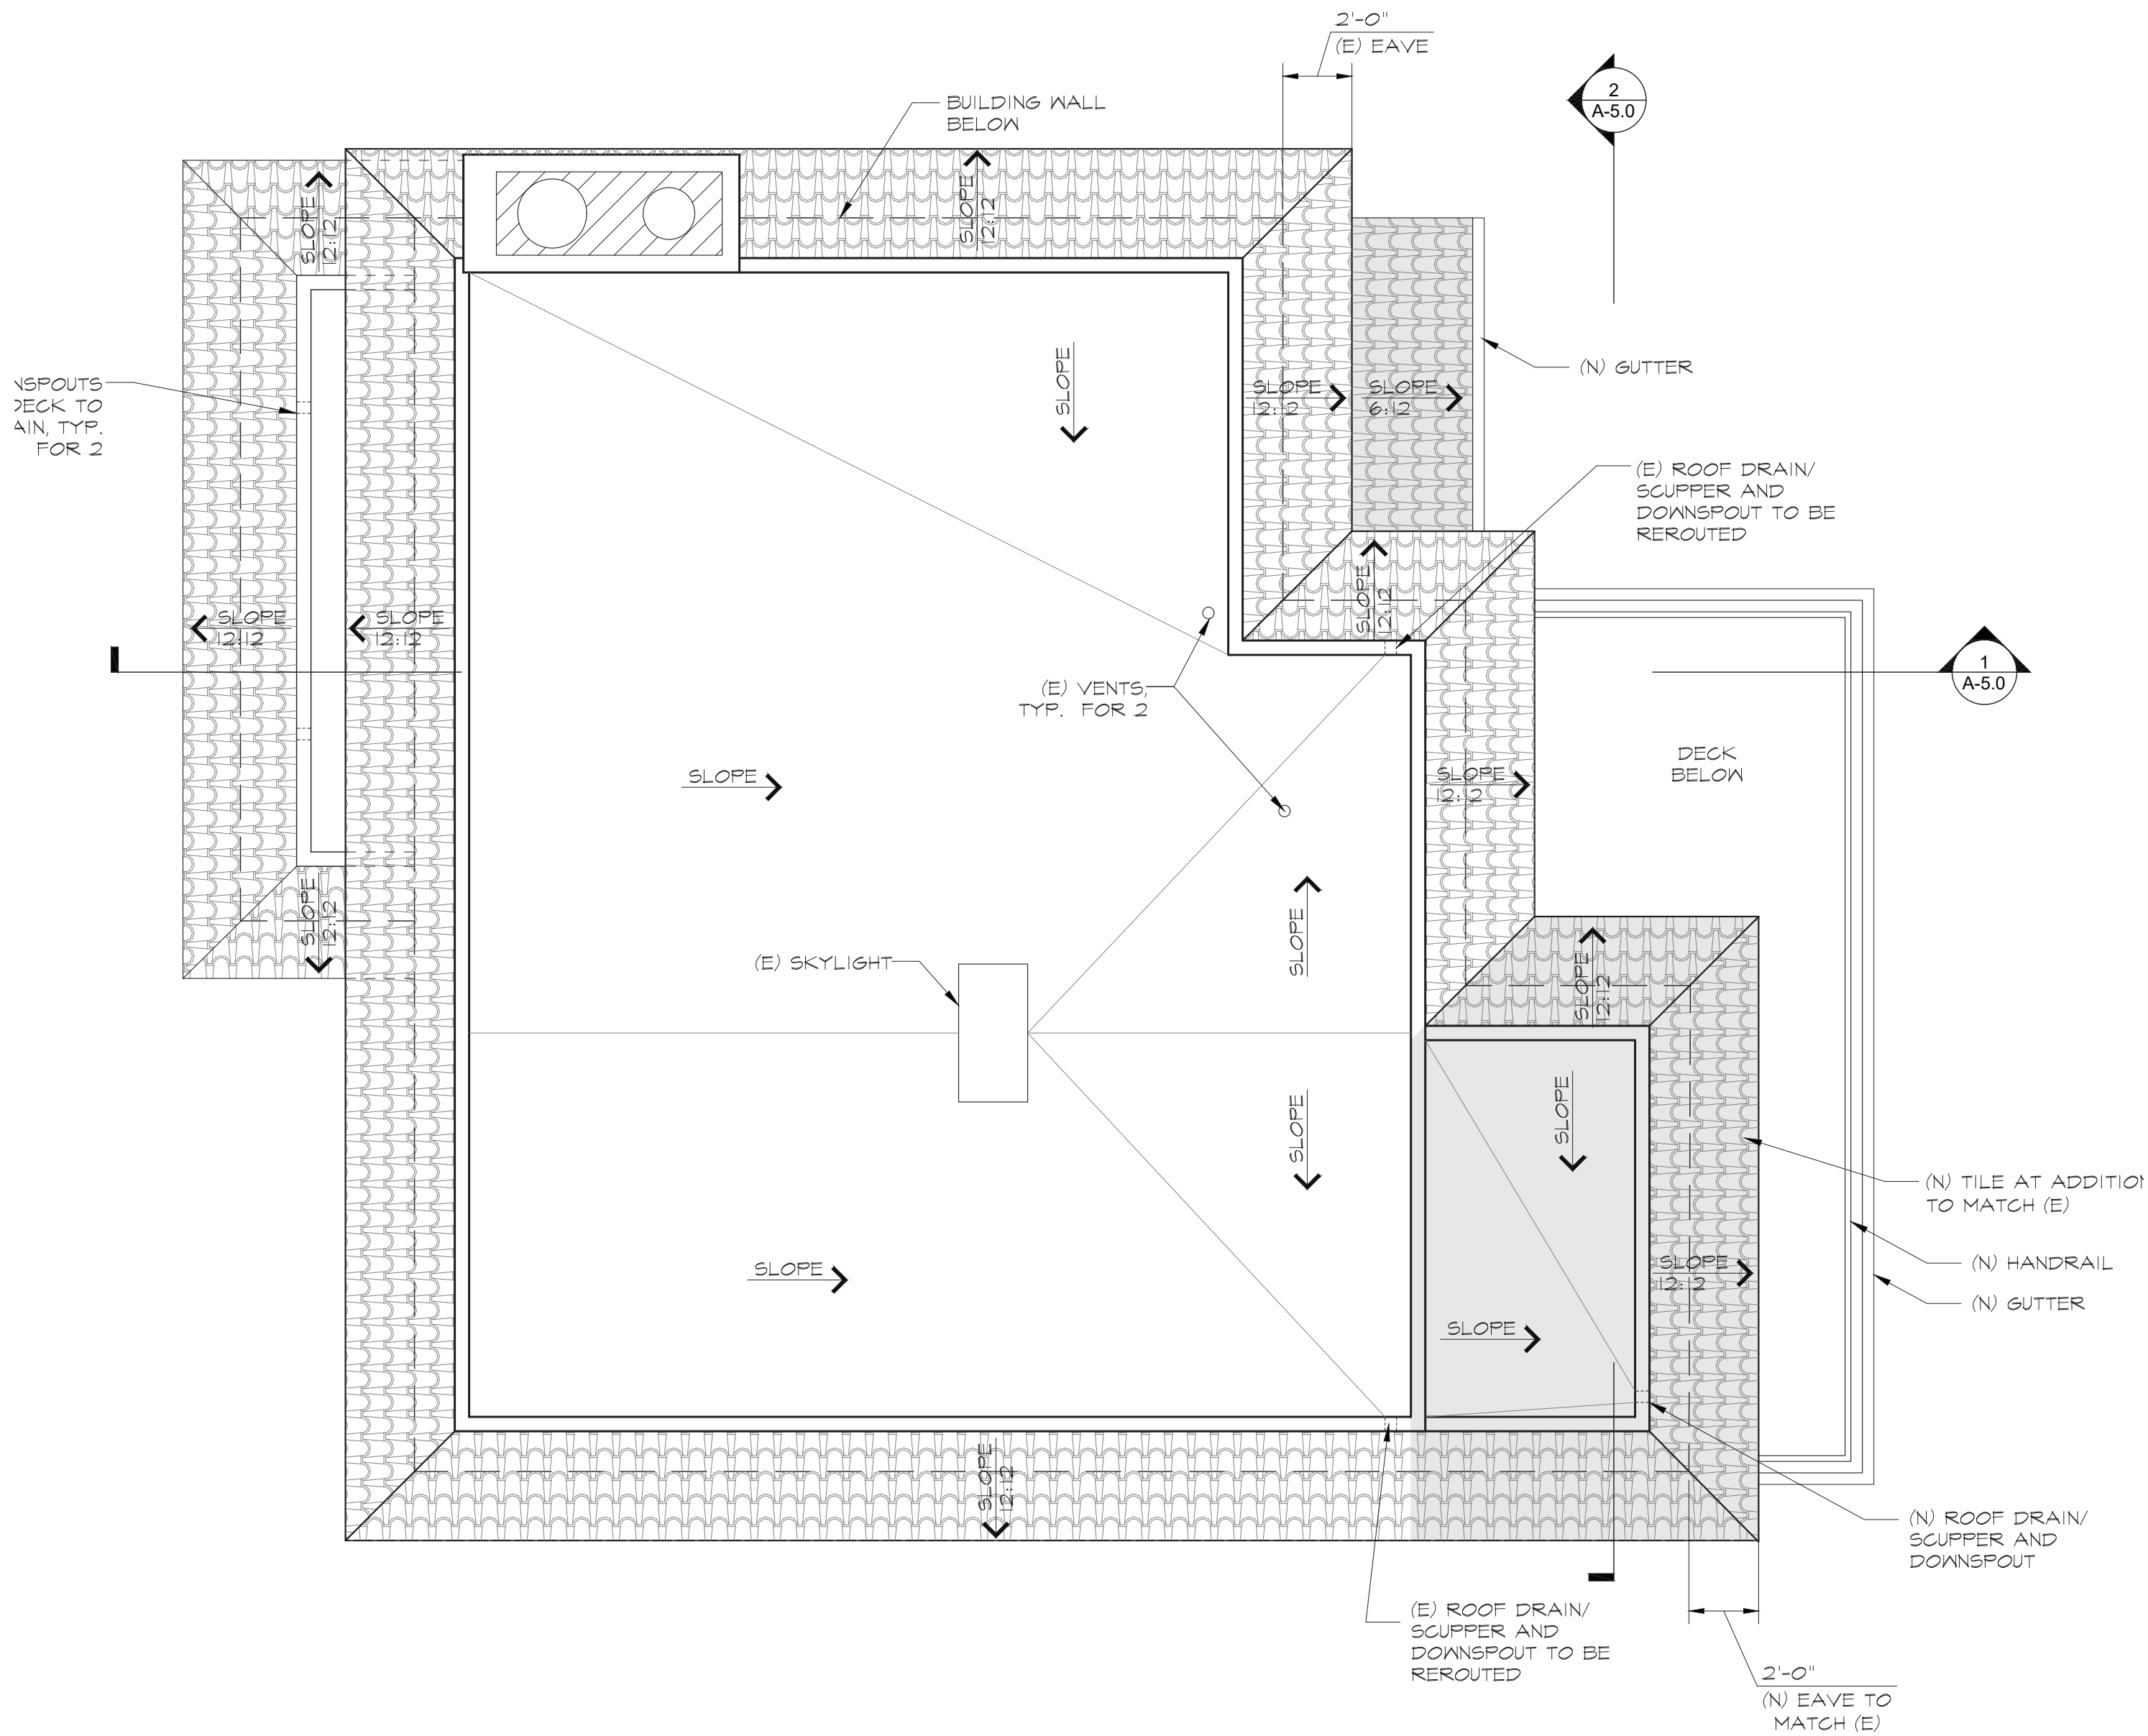 2'-0"
(E) EAVE
2
A-5.0
BUILDING WALL
BELOW
SLOPE
12:12
SLOPE
12:12
SLOPE
(N) GUTTER
NSPOUTS
DECK TO
AIN, TYP.
FOR 2
SLOPE
12:12
SLOPE
6:12
(E) ROOF DRAIN/
SCUPPER AND
DOWNSPOUT TO BE
REROUTED
SLOPE
12:12
SLOPE
12:12
SLOPE
12:12
(E) VENTS,
TYP. FOR 2
1
A-5.0
DECK
BELOW
SLOPE
SLOPE
12:12
SLOPE
12:12
SLOPE
(E) SKYLIGHT
SLOPE
12:12
SLOPE
SLOPE
(N) TILE AT ADDITION
TO MATCH (E)
SLOPE
SLOPE
12:12
(N) HANDRAIL
(N) GUTTER
SLOPE
SLOPE
12:12
(N) ROOF DRAIN/
SCUPPER AND
DOWNSPOUT
(E) ROOF DRAIN/
SCUPPER AND
DOWNSPOUT TO BE
REROUTED
2'-0"
(N) EAVE TO
MATCH (E)